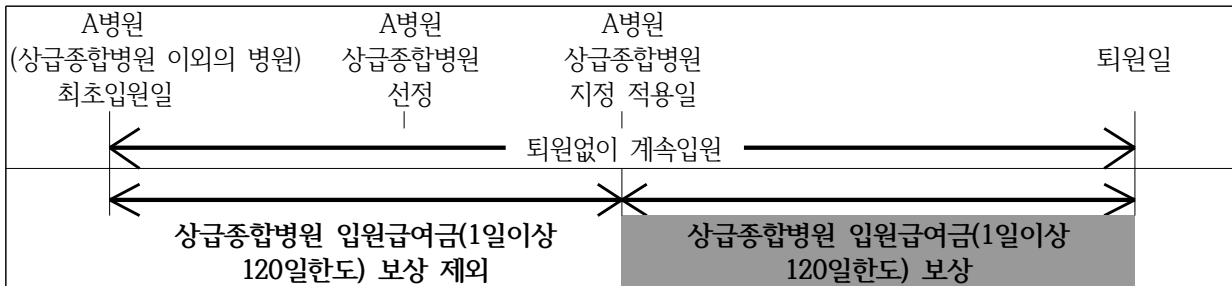 A병원
(상급종합병원 이외의 병원)
최초입원일
A병원
상급종합병원
선정
A병원
상급종합병원
지정 적용일
퇴원일
퇴원없이 계속입원
상급종합병원 입원급여금(1일이상
120일한도) 보상 제외
상급종합병원 입원급여금(1일이상
120일한도) 보상